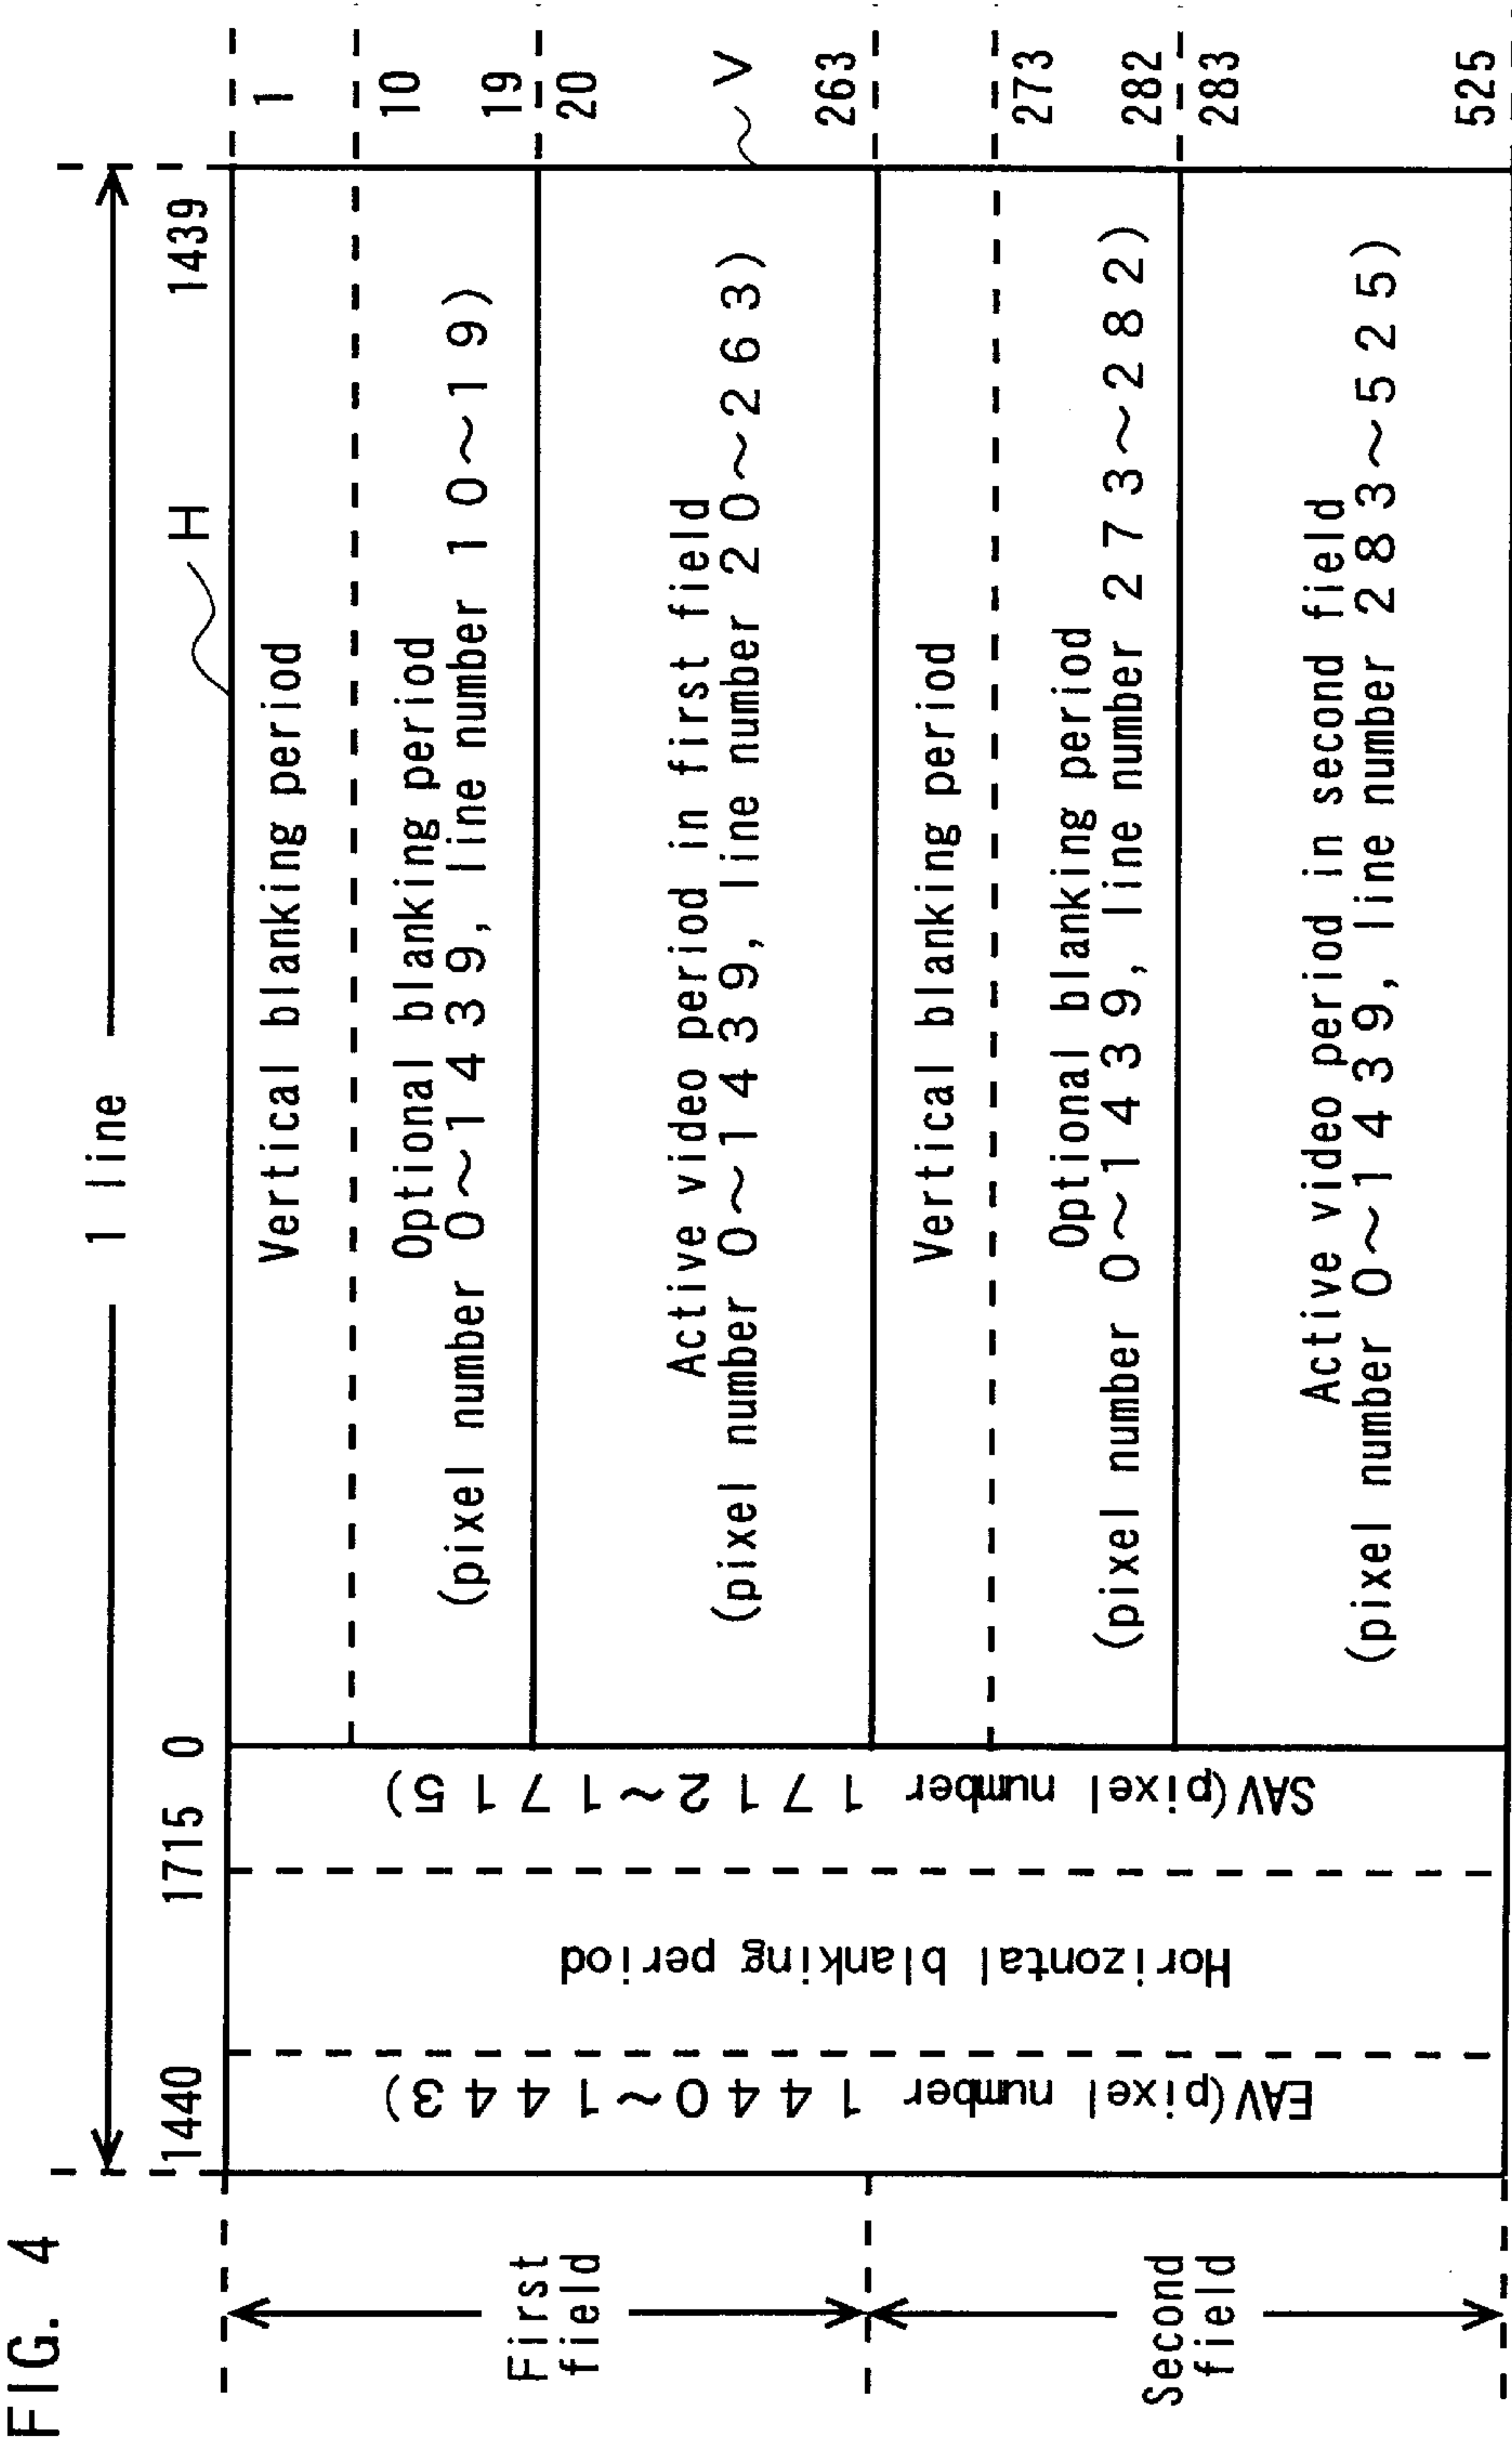 FIG. 4
1 line
1440
1715
0
1439
H
First
field
Second
field
EAV(pixel number 1440~1443)
Horizontal blanking period
SAV(pixel number 1712~1715)
Vertical blanking period
Optional blanking period
(pixel number 0~1439, line number 10~19)
Active video period in first field
(pixel number 0~1439, line number 20~263)
Vertical blanking period
Optional blanking period
(pixel number 0~1439, line number 273~282)
Active video period in second field
(pixel number 0~1439, line number 283~525)
1
10
19
20
V
263
273
282
283
525